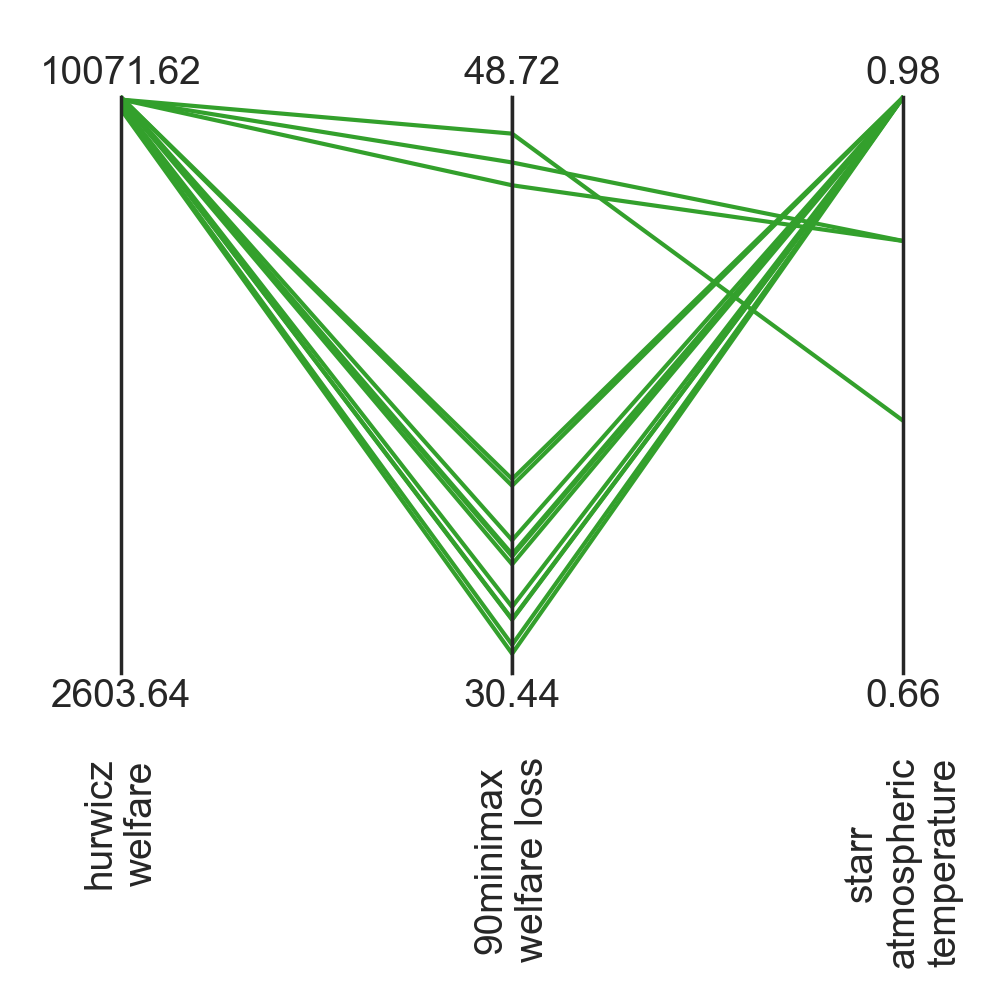 10071.62
48.72
0.98
2603.64
30.44
0.66
hurwicz
welfare
90minimax
welfare loss
starr
atmospheric
temperature